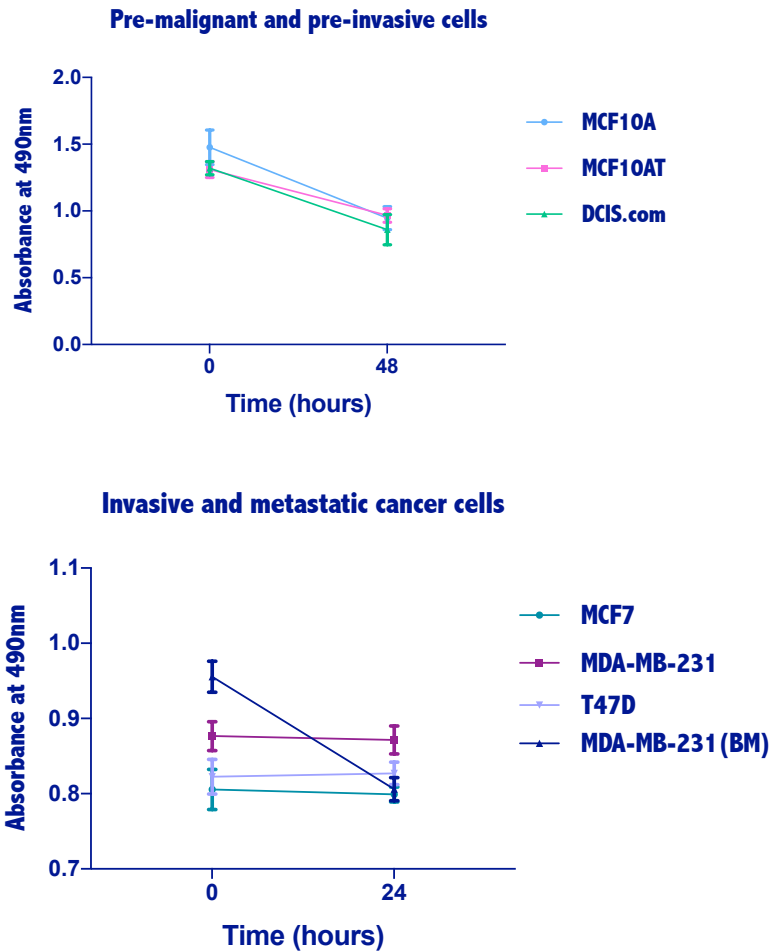 Pre-malignant and pre-invasive cells
Absorbance at 490nm
2.0
1.5
1.0
0.5
0.0
0
48
Time (hours)
MCF10A
MCF10AT
DCIS.com
Invasive and metastatic cancer cells
Absorbance at 490nm
1.1
1.0
0.9
0.8
0.7
0
24
Time (hours)
MCF7
MDA-MB-231
T47D
MDA-MB-231(BM)